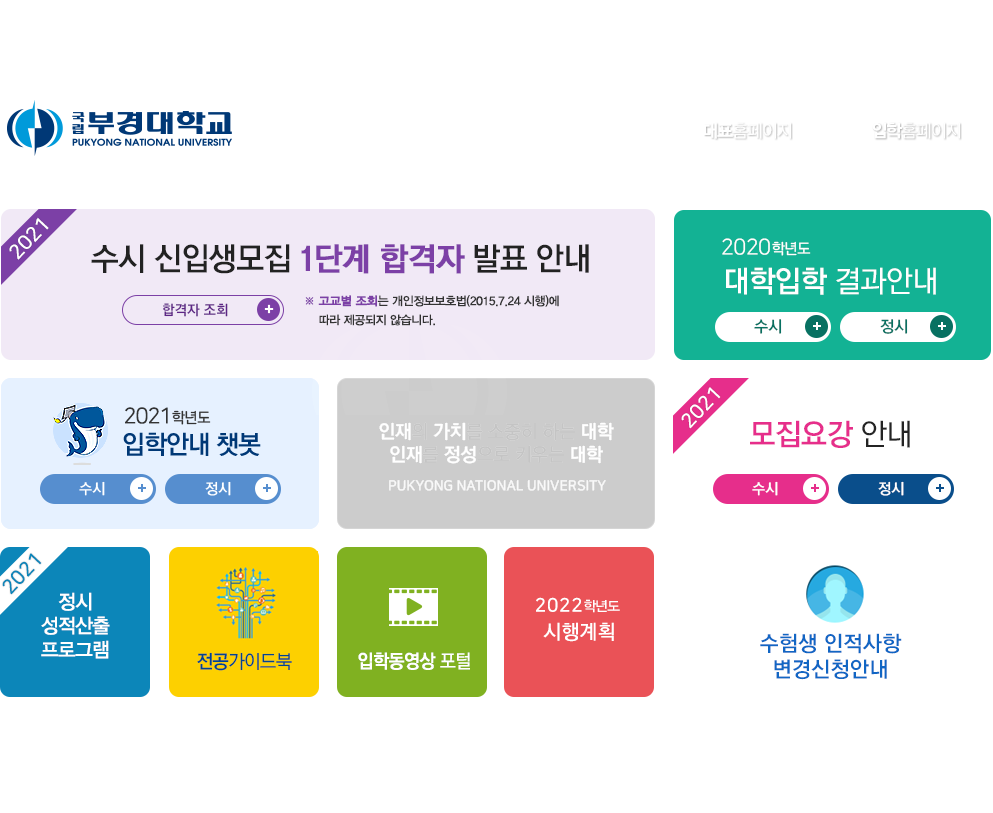 국립 부경대학교
PUKYONG NATIONAL UNIVERSITY
대표홈페이지
입학홈페이지
2021
수시 신입생모집 1단계 합격자 발표 안내
합격자 조회
※ 고교별 조회는 개인정보보호법(2015.7.24 시행)에
따라 제공되지 않습니다.
2020학년도
대학입학 결과안내
수시
정시
2021학년도
입학안내 챗봇
수시
정시
인재 가치 대학
인재 정성으로 키우는 대학
PUKYONG NATIONAL UNIVERSITY
2021
모집요강 안내
수시
정시
2021
정시
성적산출
프로그램
전공가이드북
입학동영상 포털
2022학년도
시행계획
수험생 인적사항
변경신청안내